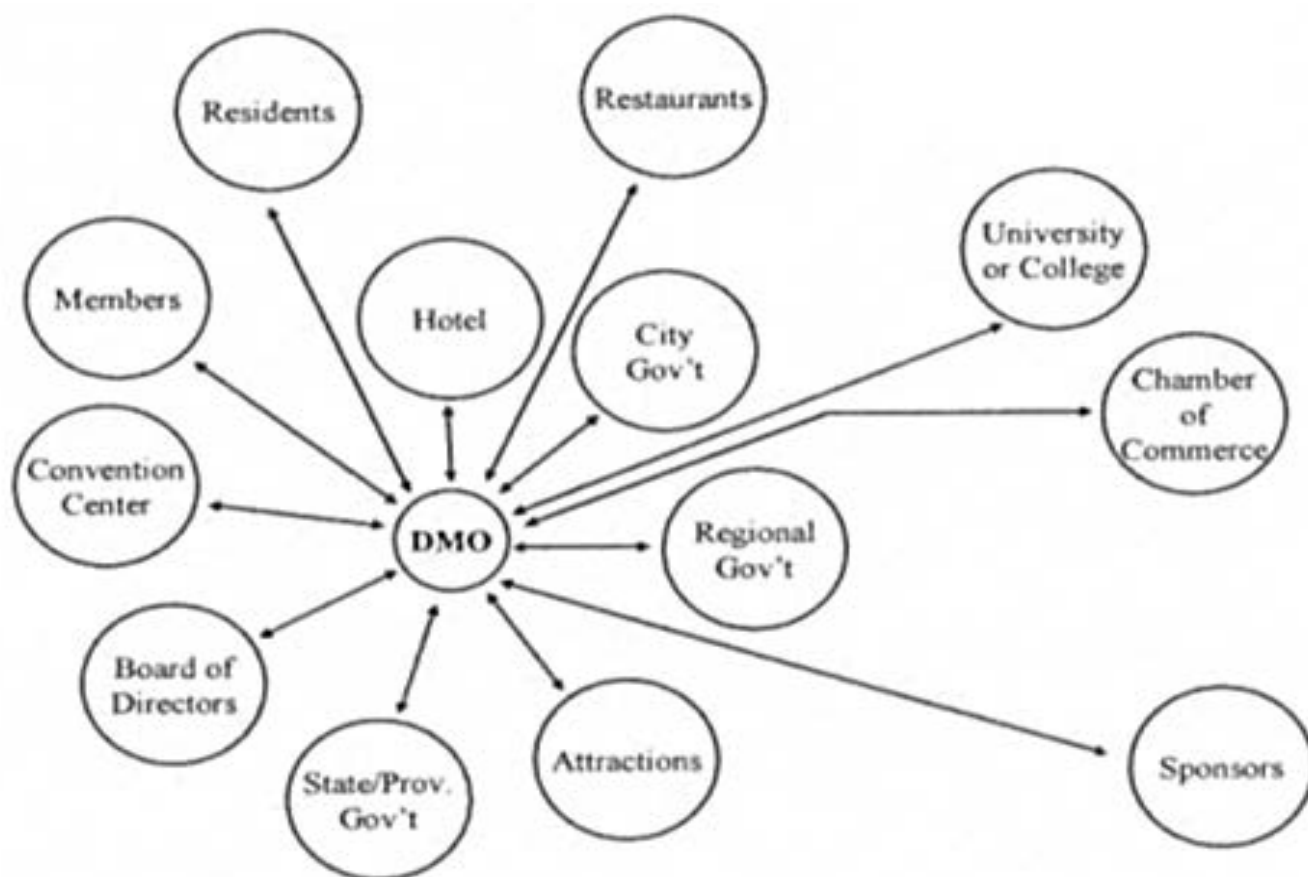 Residents
Restaurants
University
or College
Members
Hotel
City
Gov't
Chamber
of
Commerce
Convention
Center
DMO
Regional
Gov't
Board of
Directors
State/Prov.
Gov't
Attractions
Sponsors